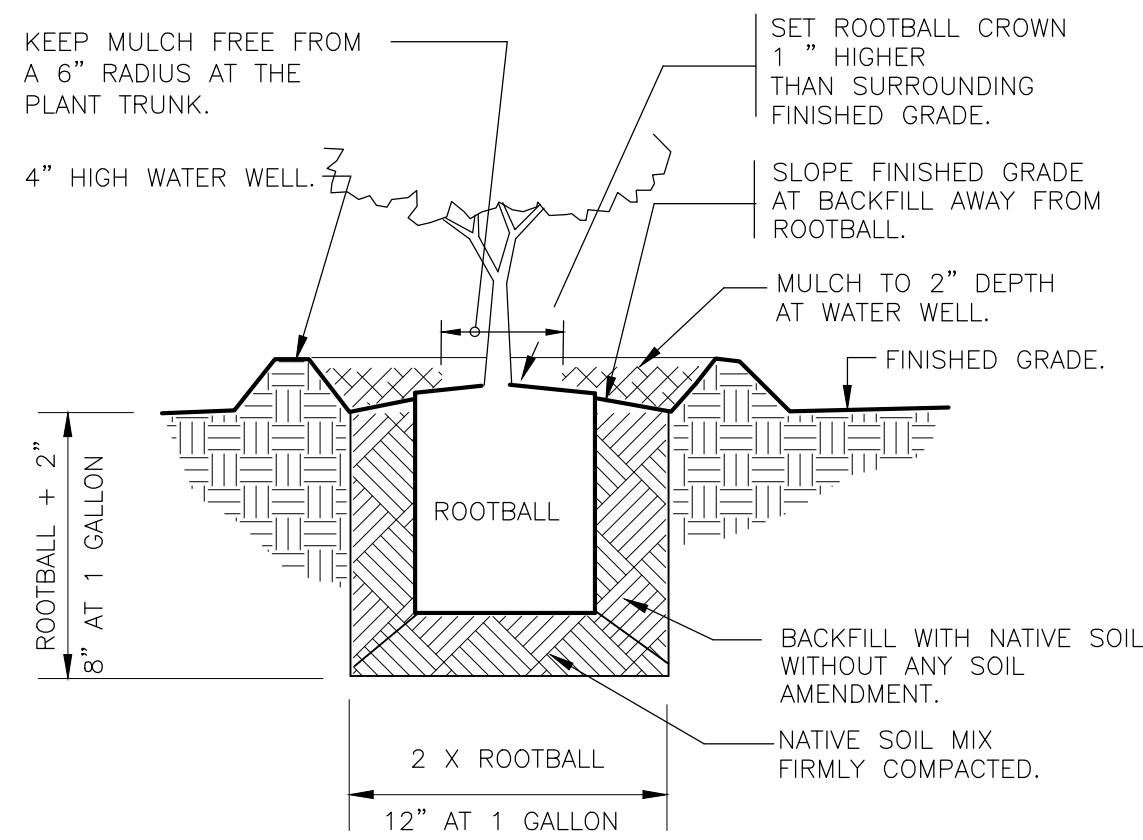 KEEP MULCH FREE FROM
A 6” RADIUS AT THE
PLANT TRUNK.
4” HIGH WATER WELL.
SET ROOTBALL CROWN
1 ” HIGHER
THAN SURROUNDING
FINISHED GRADE.
SLOPE FINISHED GRADE
AT BACKFILL AWAY FROM
ROOTBALL.
MULCH TO 2” DEPTH
AT WATER WELL.
FINISHED GRADE.
ROOTBALL + 2”
8” AT 1 GALLON
ROOTBALL
BACKFILL WITH NATIVE SOIL
WITHOUT ANY SOIL
AMENDMENT.
NATIVE SOIL MIX
FIRMLY COMPACTED.
2 X ROOTBALL
12” AT 1 GALLON